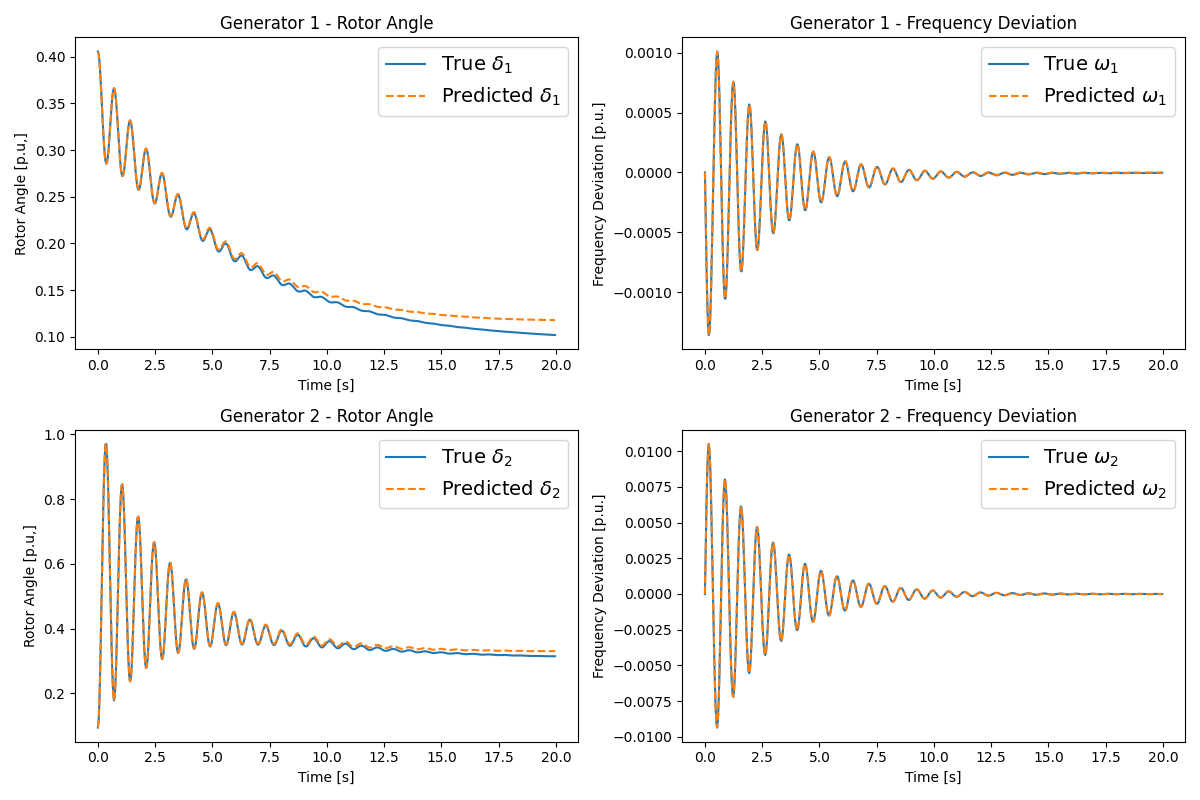 Generator 1 - Rotor Angle
Rotor Angle [p.u,]
0.40
0.35
0.30
0.25
0.20
0.15
0.10
True δ₁
Predicted δ₁
0.0 2.5 5.0 7.5 10.0 12.5 15.0 17.5 20.0
Time [s]
Generator 1 - Frequency Deviation
Frequency Deviation [p.u.]
0.0010
0.0005
0.0000
−0.0005
−0.0010
True ω₁
Predicted ω₁
0.0 2.5 5.0 7.5 10.0 12.5 15.0 17.5 20.0
Time [s]
Generator 2 - Rotor Angle
Rotor Angle [p.u,]
1.0
0.8
0.6
0.4
0.2
True δ₂
Predicted δ₂
0.0 2.5 5.0 7.5 10.0 12.5 15.0 17.5 20.0
Time [s]
Generator 2 - Frequency Deviation
Frequency Deviation [p.u.]
0.0100
0.0075
0.0050
0.0025
0.0000
−0.0025
−0.0050
−0.0075
−0.0100
True ω₂
Predicted ω₂
0.0 2.5 5.0 7.5 10.0 12.5 15.0 17.5 20.0
Time [s]